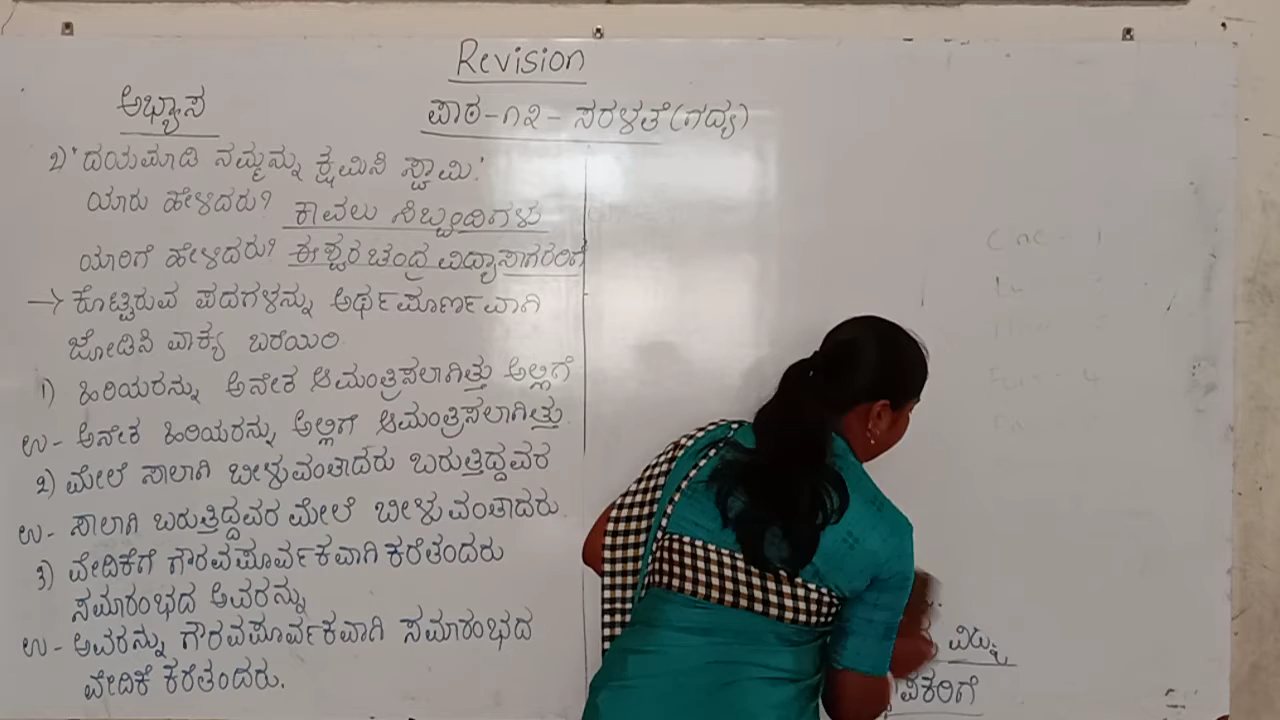 Revision
ಅಭ್ಯಾಸ
ಪಾಠ-೧೨- ಸರಳತೆ(ಗದ್ಯ)
೨) 'ದಯಮಾಡಿ ನಮ್ಮನ್ನು ಕ್ಷಮಿಸಿ ಸ್ವಾಮಿ.'
ಯಾರು ಹೇಳಿದರು? ಕಾವಲು ಸಿಬ್ಬಂದಿಗಳು
ಯಾರಿಗೆ ಹೇಳಿದರು? ಈಶ್ವರ ಚಂದ್ರ ವಿದ್ಯಾಸಾಗರರಿಗೆ
→ ಕೊಟ್ಟಿರುವ ಪದಗಳನ್ನು ಅರ್ಥಪೂರ್ಣವಾಗಿ
ಜೋಡಿಸಿ ವಾಕ್ಯ ಬರೆಯಿರಿ
1) ಹಿರಿಯರನ್ನು ಅನೇಕ ಆಮಂತ್ರಿಸಲಾಗಿತ್ತು ಅಲ್ಲಿಗೆ
ಉ- ಅನೇಕ ಹಿರಿಯರನ್ನು ಅಲ್ಲಿಗೆ ಆಮಂತ್ರಿಸಲಾಗಿತ್ತು.
2) ಮೇಲೆ ಸಾಲಾಗಿ ಬೀಳುವಂತಾದರು ಬರುತ್ತಿದ್ದವರ
ಉ- ಸಾಲಾಗಿ ಬರುತ್ತಿದ್ದವರ ಮೇಲೆ ಬೀಳುವಂತಾದರು.
3) ವೇದಿಕೆಗೆ ಗೌರವಪೂರ್ವಕವಾಗಿ ಕರೆತಂದರು
ಸಮಾರಂಭದ ಅವರನ್ನು
ಉ- ಅವರನ್ನು ಗೌರವಪೂರ್ವಕವಾಗಿ ಸಮಾರಂಭದ
ವೇದಿಕೆ ಕರೆತಂದರು.